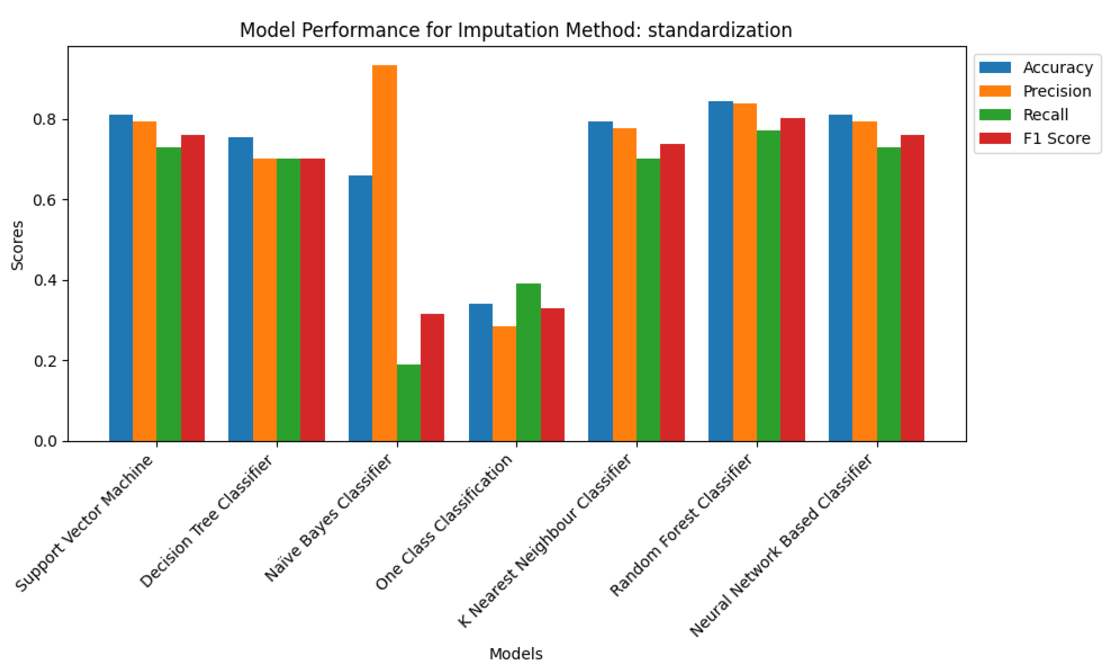 Model Performance for Imputation Method: standardization
Accuracy
Precision
Recall
F1 Score
Scores
0.8
0.6
0.4
0.2
0.0
Support Vector Machine
Decision Tree Classifier
Naïve Bayes Classifier
One Class Classification
K Nearest Neighbour Classifier
Random Forest Classifier
Neural Network Based Classifier
Models